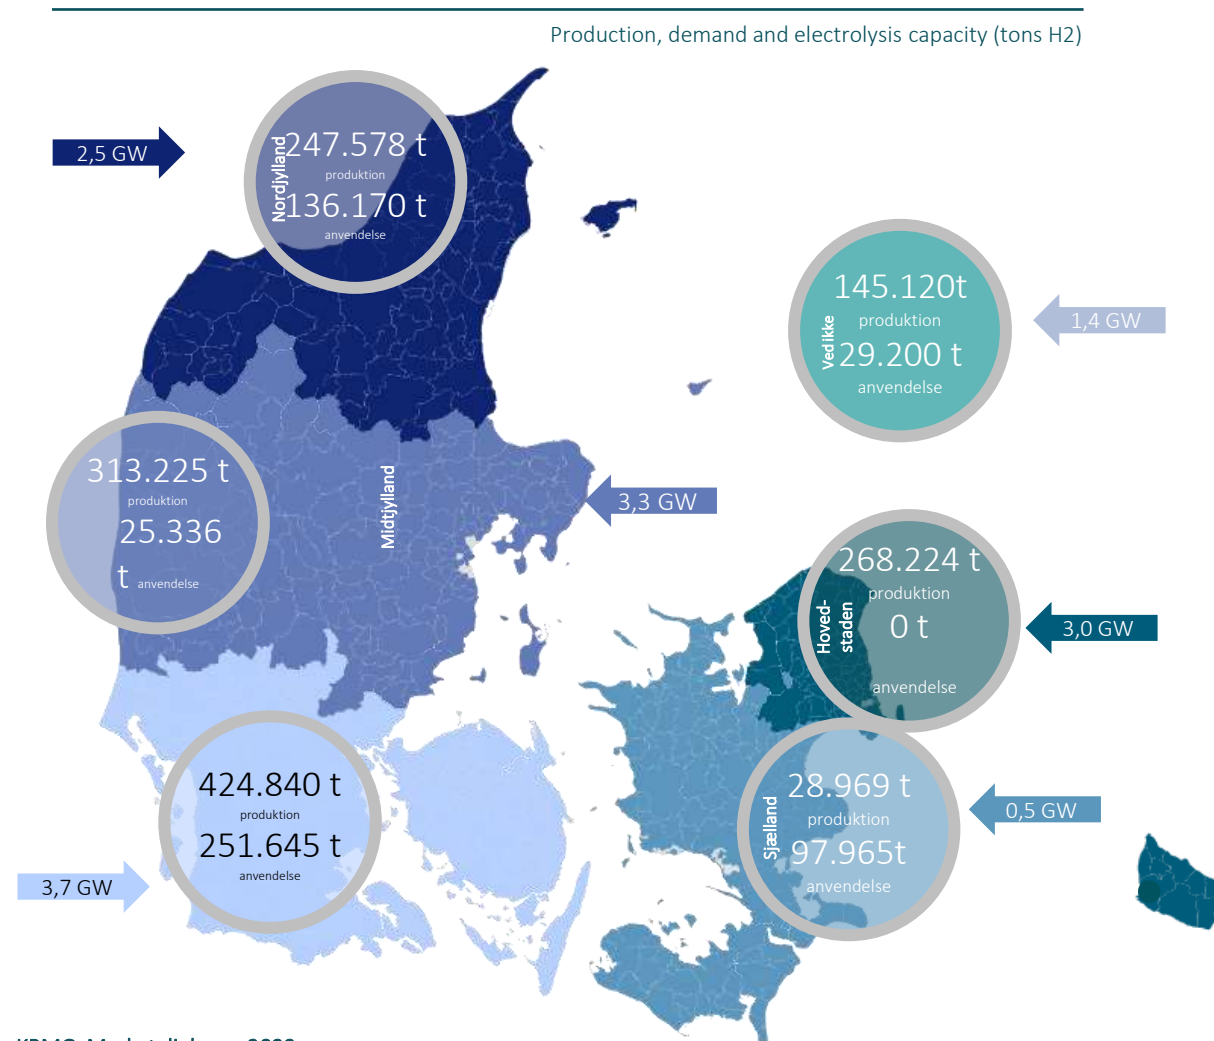 Production, demand and electrolysis capacity (tons H2)
2,5 GW
Nordjylland
247.578 t
produktion
136.170 t
anvendelse
145.120t
produktion
Ved ikke
29.200 t
anvendelse
1,4 GW
313.225 t
produktion
25.336
t anvendelse
Midtjylland
3,3 GW
268.224 t
produktion
Hoved-
staden
0 t
anvendelse
3,0 GW
424.840 t
produktion
251.645 t
anvendelse
3,7 GW
28.969 t
produktion
Sjælland
97.965t
anvendelse
0,5 GW